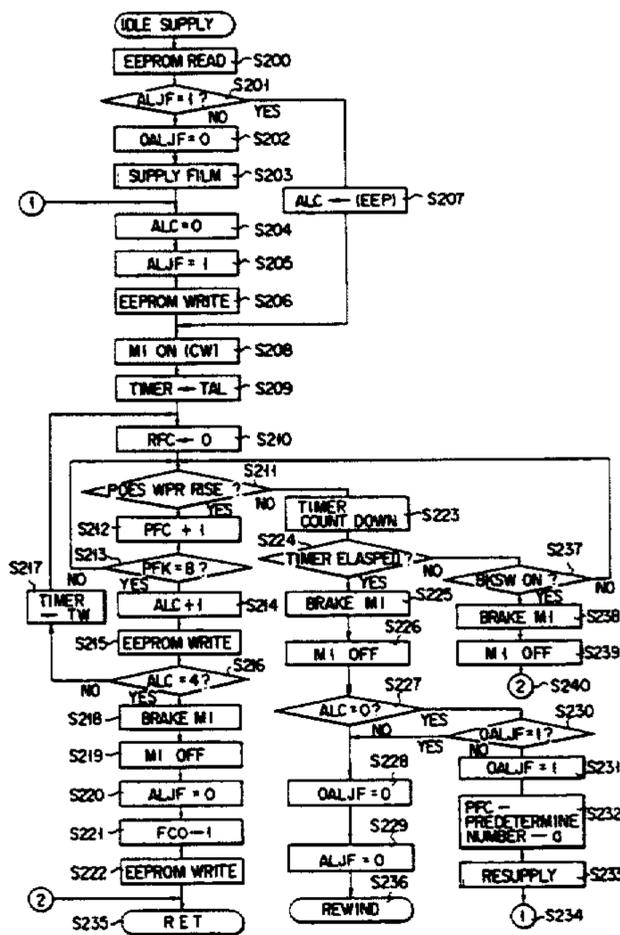 IDLE SUPPLY
EEPROM READ S200
ALJF=1? S201
NO YES
OALJF=0 S202
SUPPLY FILM S203
1
ALC ← (EEP) S207
ALC=0 S204
ALJF=1 S205
EEPROM WRITE S206
M1 ON (CW) S208
TIMER ← TAL S209
RFC ← 0 S210
POES WPR RISE ? S211
YES NO
S212 PFC + 1
TIMER
COUNT DOWN S223
S213 PFK=8?
NO YES
S224 TIMER ELASPED ?
NO YES
S237 BKSW ON ?
YES
S217 TIMER
← TW
ALC+1 S214
BRAKE M1 S225
BRAKE M1 S238
S215 EEPROM WRITE
M1 OFF S226
M1 OFF S239
2
S240
ALC=4? S216
NO YES
S218 BRAKE M1
ALC=0? S227
YES NO
OALJF=1? S230
YES NO
S219 M1 OFF
OALJF=0 S228
OALJF=1 S231
S220 ALJF=0
S221 FCO←1
PFC ←
PREDETERMINE
NUMBER — S232
S222 EEPROM WRITE
ALJF=0 S229
RESUPPLY S233
2
S235 RET
REWIND S236
1
S234